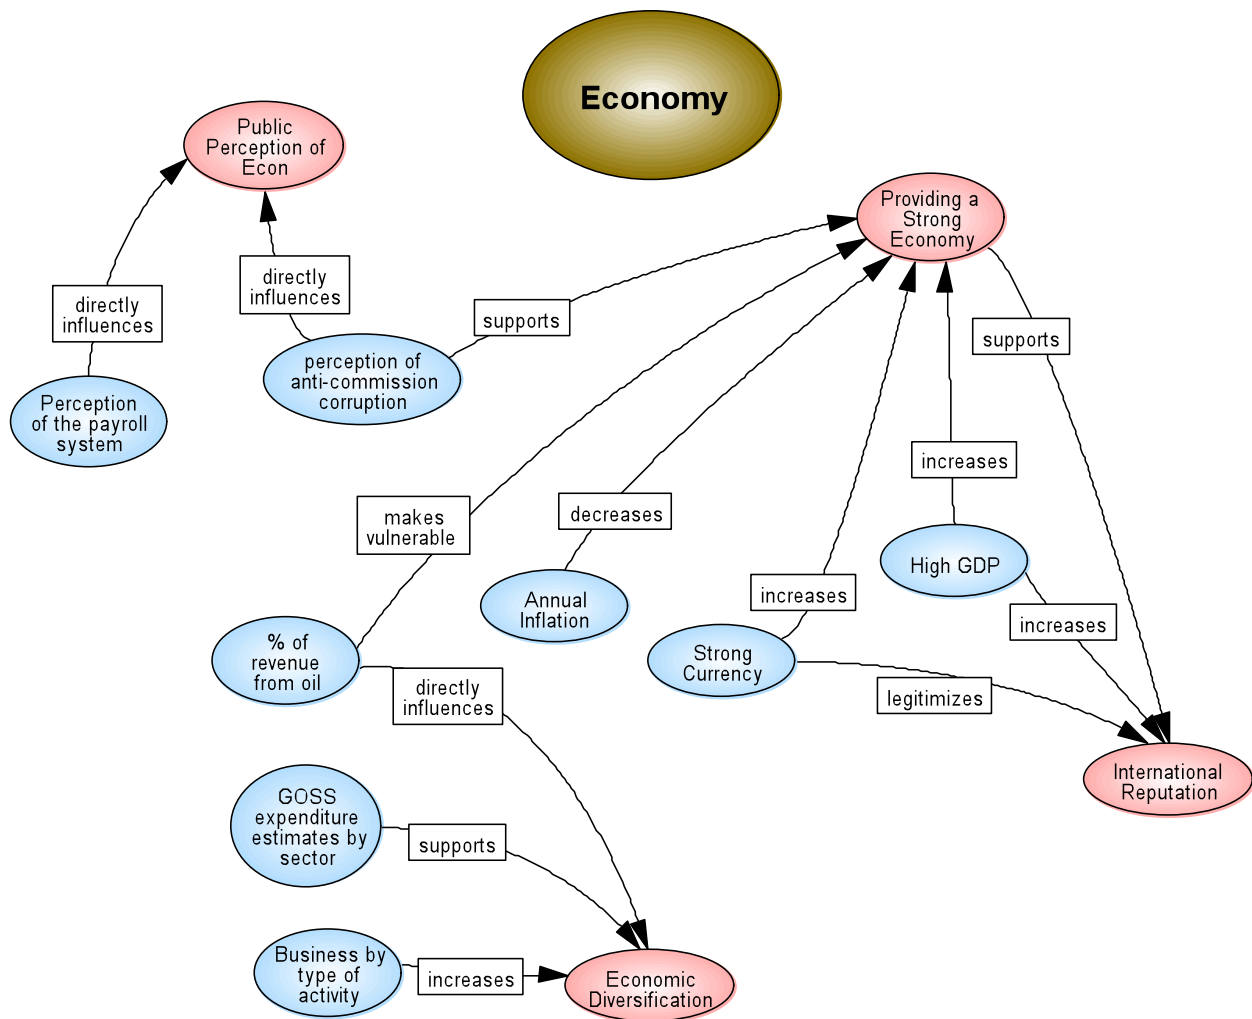 Economy
Public
Perception of
Econ
Providing a
Strong
Economy
directly
influences
directly
influences
supports
supports
perception of
anti-commission
corruption
Perception
of the payroll
system
increases
makes
vulnerable
decreases
High GDP
increases
Annual
Inflation
increases
% of
revenue
from oil
Strong
Currency
directly
influences
legitimizes
International
Reputation
GOSS
expenditure
estimates by
sector
supports
Business by
type of
activity
increases
Economic
Diversification